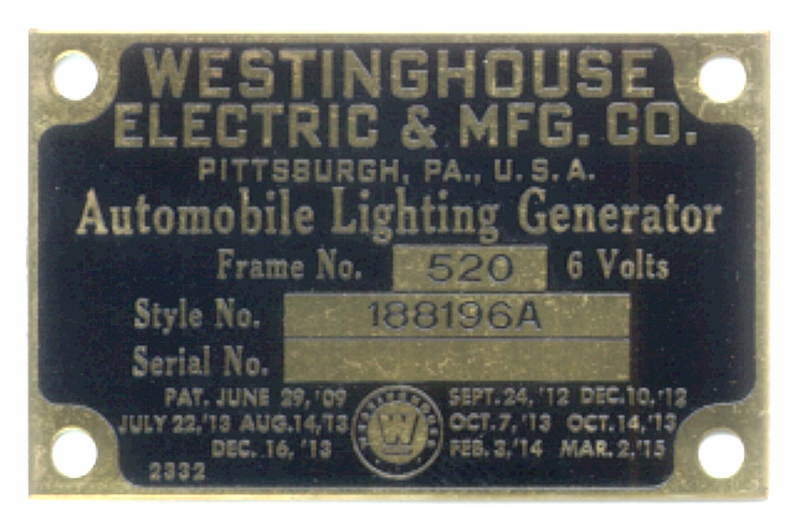 WESTINGHOUSE
ELECTRIC & MFG. CO.
PITTSBURGH, PA., U.S.A.
Automobile Lighting Generator
Frame No. 520 6 Volts
Style No. 188196A
Serial No.
PAT. JUNE 29,'09 SEPT.24,'12 DEC.10,'12
JULY 22,'13 AUG.14,'13 OCT.7,'13 OCT.14,'13
DEC. 16, '13 FEB. 3,'14 MAR. 2,'15
WESTINGHOUSE
W
2332